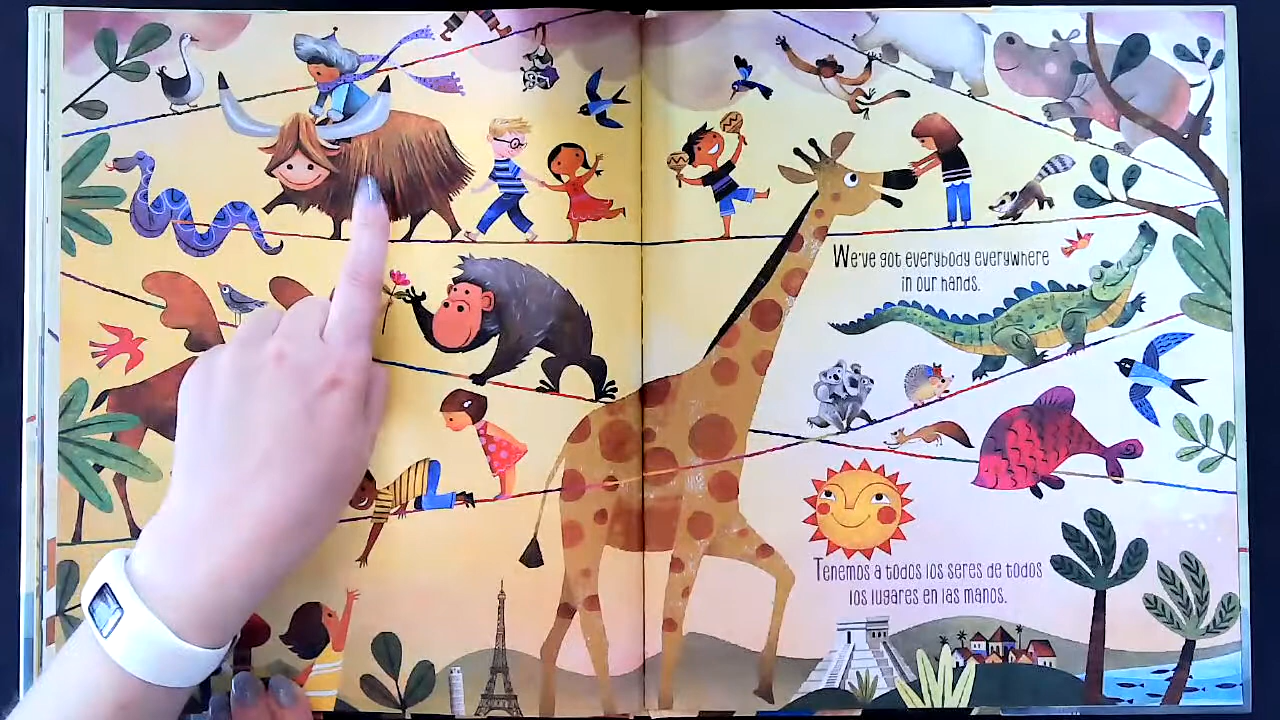 We've got everybody everywhere
in our hands.
Tenemos a todos los seres de todos
los lugares en las manos.